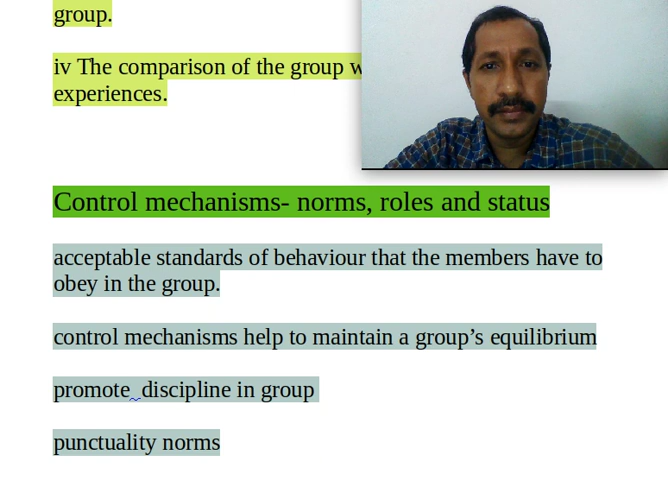 group.
iv The comparison of the group
experiences.
Control mechanisms- norms, roles and status
acceptable standards of behaviour that the members have to
obey in the group.
control mechanisms help to maintain a group’s equilibrium
promote discipline in group
punctuality norms